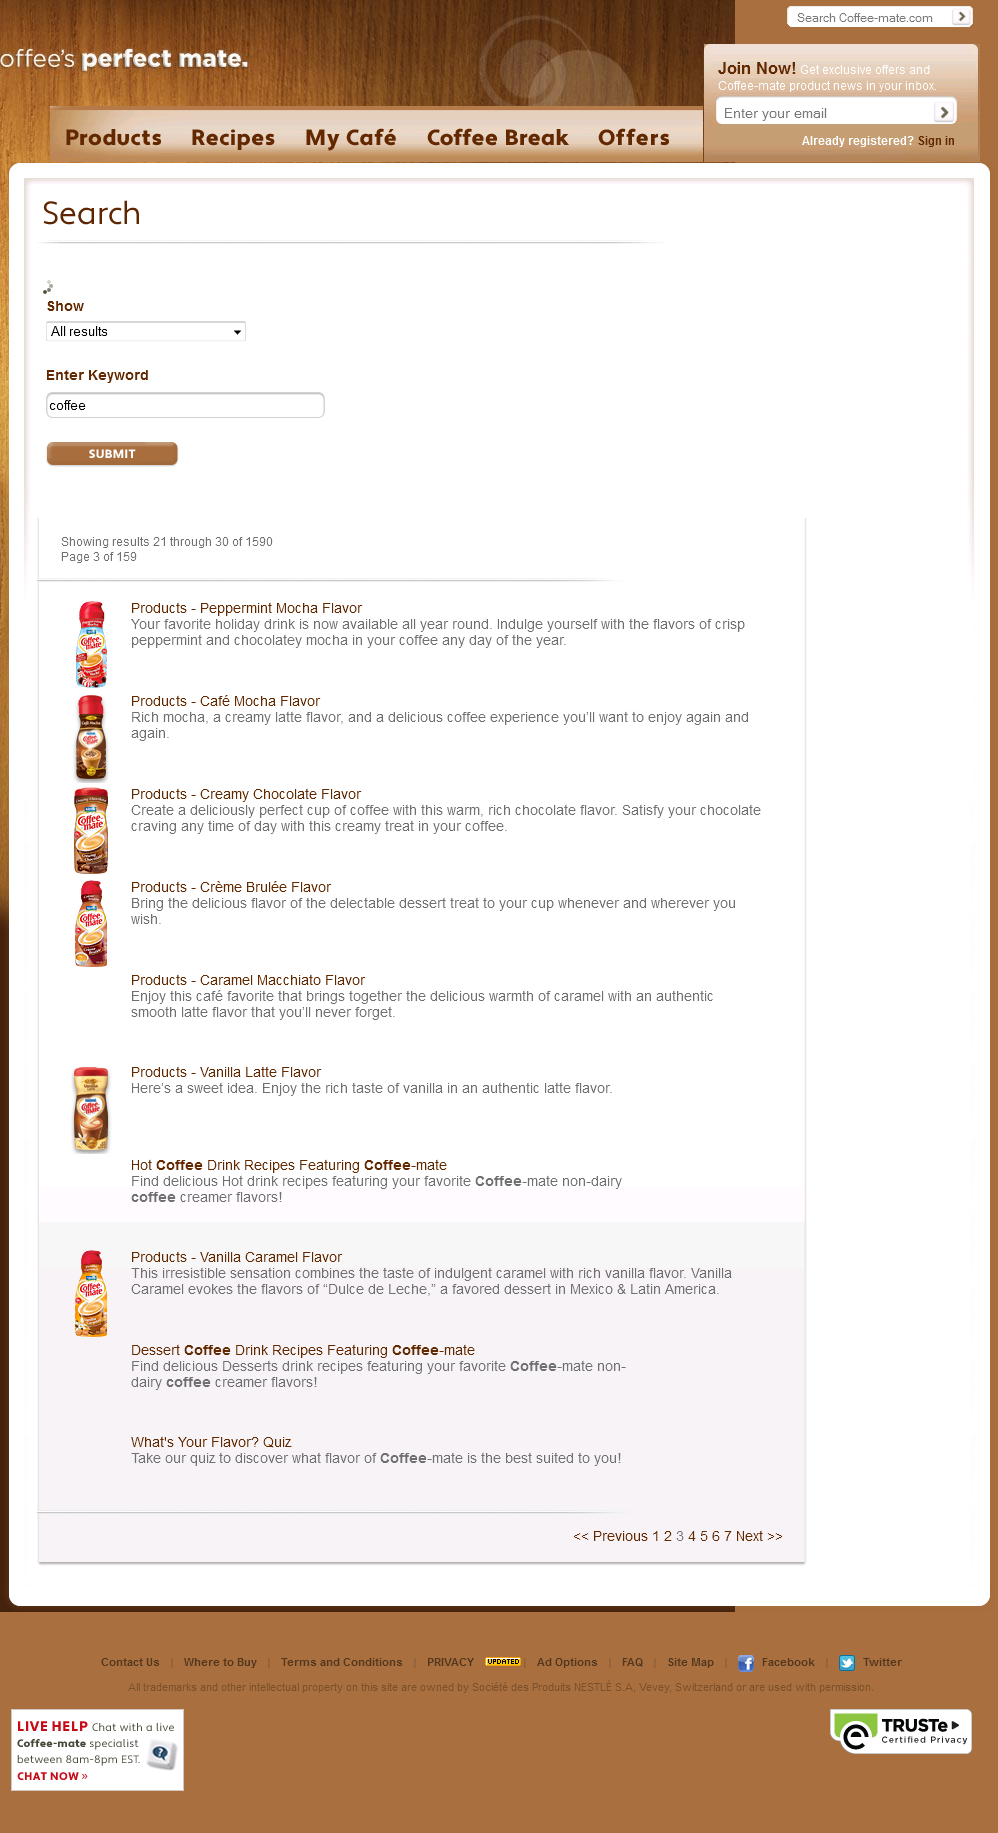 Search Coffee-mate.com
offee's perfect mate.
Join Now! Get exclusive offers and
Coffee-mate product news in your inbox.
Enter your email
Already registered? Sign in
Products Recipes My Café Coffee Break Offers
Search
Show
All results
Enter Keyword
coffee
SUBMIT
Showing results 21 through 30 of 1590
Page 3 of 159
Products - Peppermint Mocha Flavor
Your favorite holiday drink is now available all year round. Indulge yourself with the flavors of crisp
peppermint and chocolatey mocha in your coffee any day of the year.
Products - Café Mocha Flavor
Rich mocha, a creamy latte flavor, and a delicious coffee experience you’ll want to enjoy again and
again.
Products - Creamy Chocolate Flavor
Create a deliciously perfect cup of coffee with this warm, rich chocolate flavor. Satisfy your chocolate
craving any time of day with this creamy treat in your coffee.
Products - Crème Brulée Flavor
Bring the delicious flavor of the delectable dessert treat to your cup whenever and wherever you
wish.
Products - Caramel Macchiato Flavor
Enjoy this café favorite that brings together the delicious warmth of caramel with an authentic
smooth latte flavor that you’ll never forget.
Products - Vanilla Latte Flavor
Here’s a sweet idea. Enjoy the rich taste of vanilla in an authentic latte flavor.
Hot Coffee Drink Recipes Featuring Coffee-mate
Find delicious Hot drink recipes featuring your favorite Coffee-mate non-dairy
coffee creamer flavors!
Products - Vanilla Caramel Flavor
This irresistible sensation combines the taste of indulgent caramel with rich vanilla flavor. Vanilla
Caramel evokes the flavors of “Dulce de Leche,” a favored dessert in Mexico & Latin America.
Dessert Coffee Drink Recipes Featuring Coffee-mate
Find delicious Desserts drink recipes featuring your favorite Coffee-mate non-
dairy coffee creamer flavors!
What's Your Flavor? Quiz
Take our quiz to discover what flavor of Coffee-mate is the best suited to you!
<< Previous 1 2 3 4 5 6 7 Next >>
Contact Us | Where to Buy | Terms and Conditions | PRIVACY UPDATED | Ad Options | FAQ | Site Map | Facebook | Twitter
All trademarks and other intellectual property on this site are owned by Société des Produits NESTLÉ S.A, Vevey, Switzerland or are used with permission.
LIVE HELP Chat with a live
Coffee-mate specialist
between 8am-8pm EST.
CHAT NOW »
TRUSTe
Certified Privacy